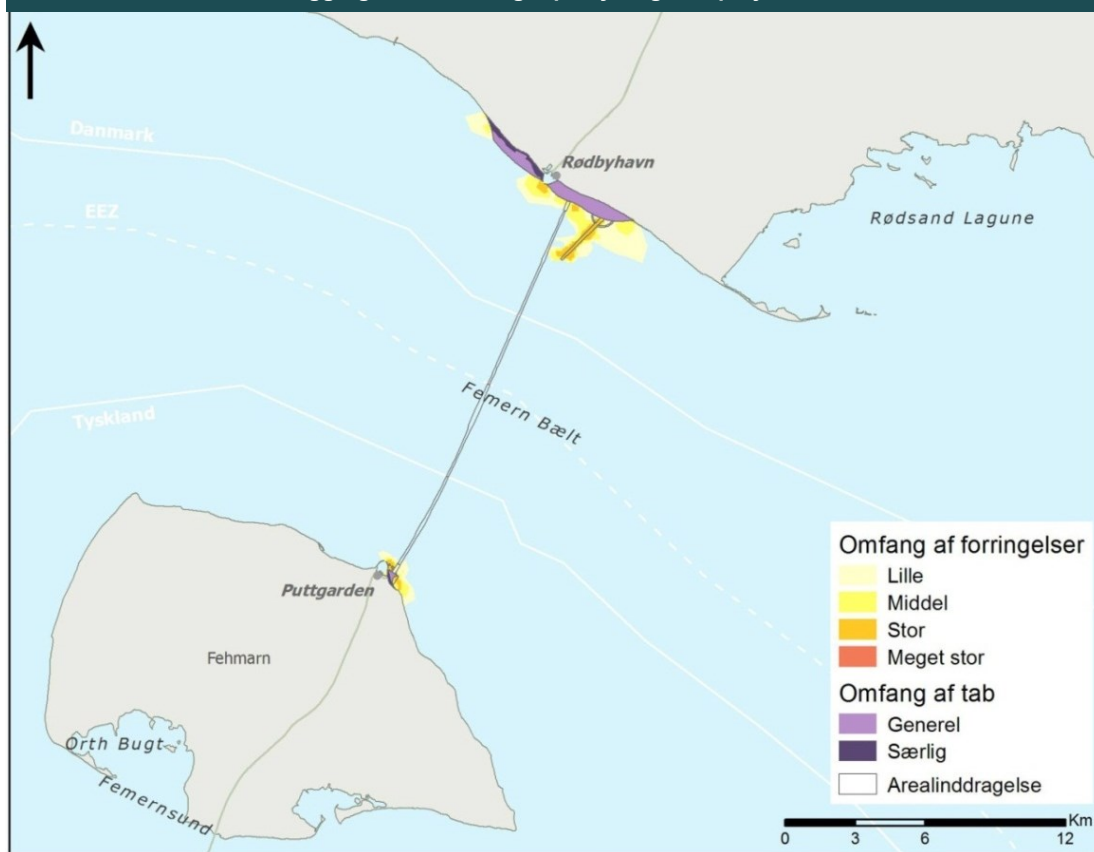 Danmark
Rødbyhavn
EEZ
Rødsand Lagune
Femern Bælt
Tyskland
Puttgarden
Fehmarn
Orth Bugt
Femernsund
Omfang af forringelser
Lille
Middel
Stor
Meget stor
Omfang af tab
Generel
Særlig
Arealinddragelse
Km
0 3 6 12